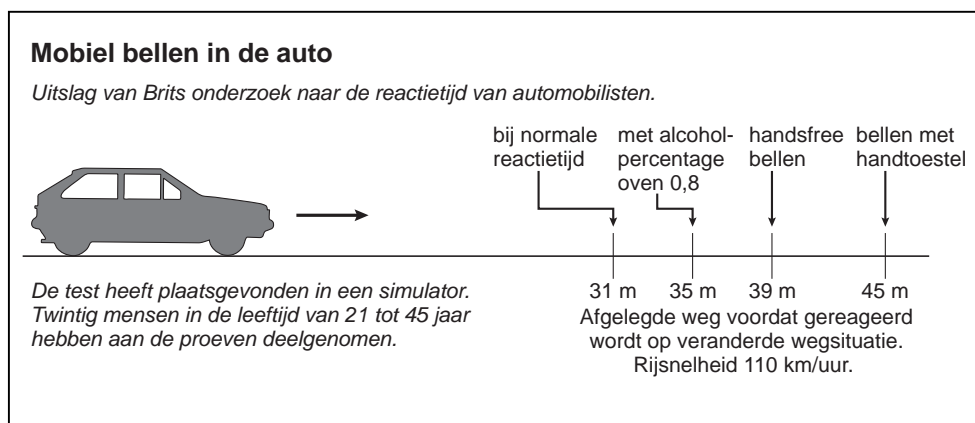 Mobiel bellen in de auto
Uitslag van Brits onderzoek naar de reactietijd van automobilisten.
bij normale
reactietijd
met alcohol-
percentage
oven 0,8
handsfree
bellen
bellen met
handtoestel
31 m
35 m
39 m
45 m
De test heeft plaatsgevonden in een simulator.
Twintig mensen in de leeftijd van 21 tot 45 jaar
hebben aan de proeven deelgenomen.
Afgelegde weg voordat gereageerd
wordt op veranderde wegsituatie.
Rijsnelheid 110 km/uur.